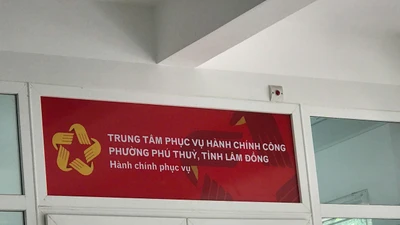 TRUNG TÂM PHỤC VỤ HÀNH CHÍNH CÔNG
PHƯỜNG PHÚ THUỶ, TỈNH LÂM ĐỒNG
Hành chính phục vụ